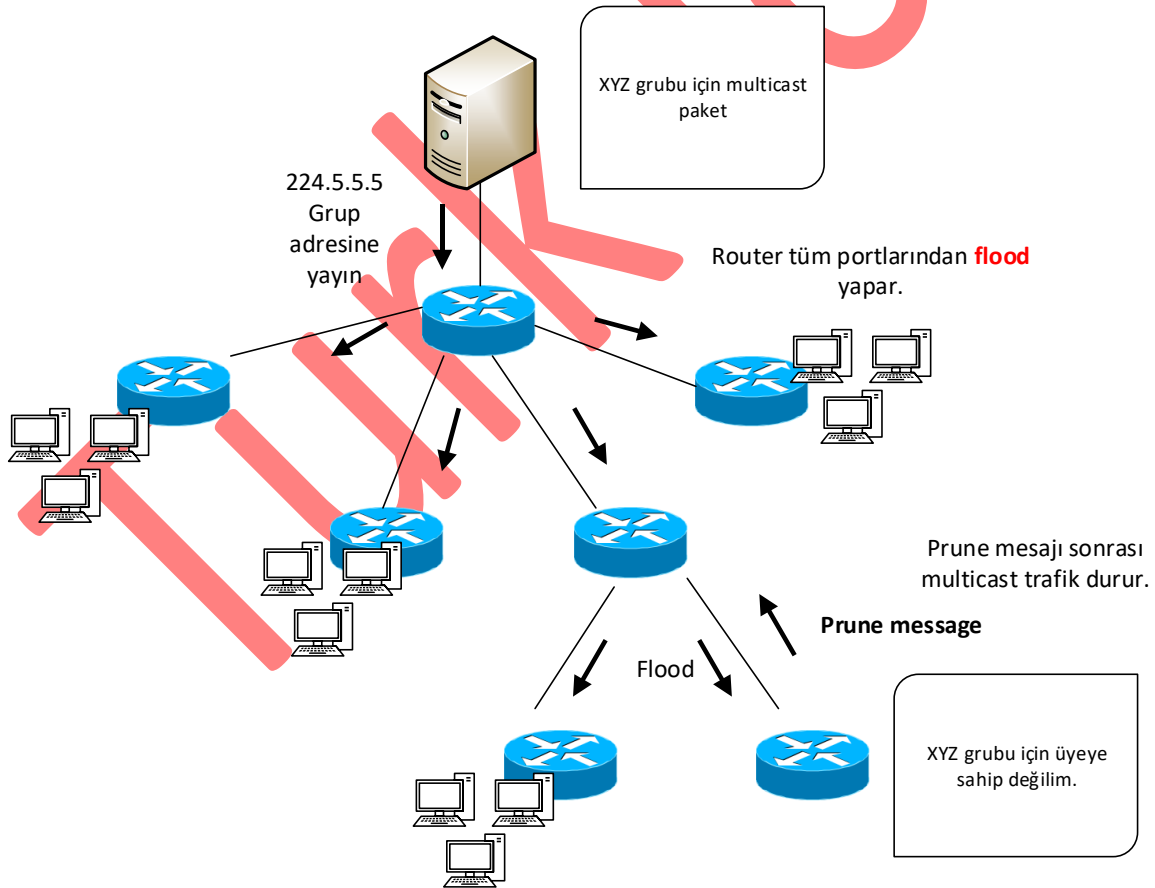 XYZ grubu için multicast
paket
224.5.5.5
Grup
adresine
yayın
Router tüm portlarından flood
yapar.
Prune mesajı sonrası
multicast trafik durur.
Prune message
Flood
XYZ grubu için üyeye
sahip değilim.